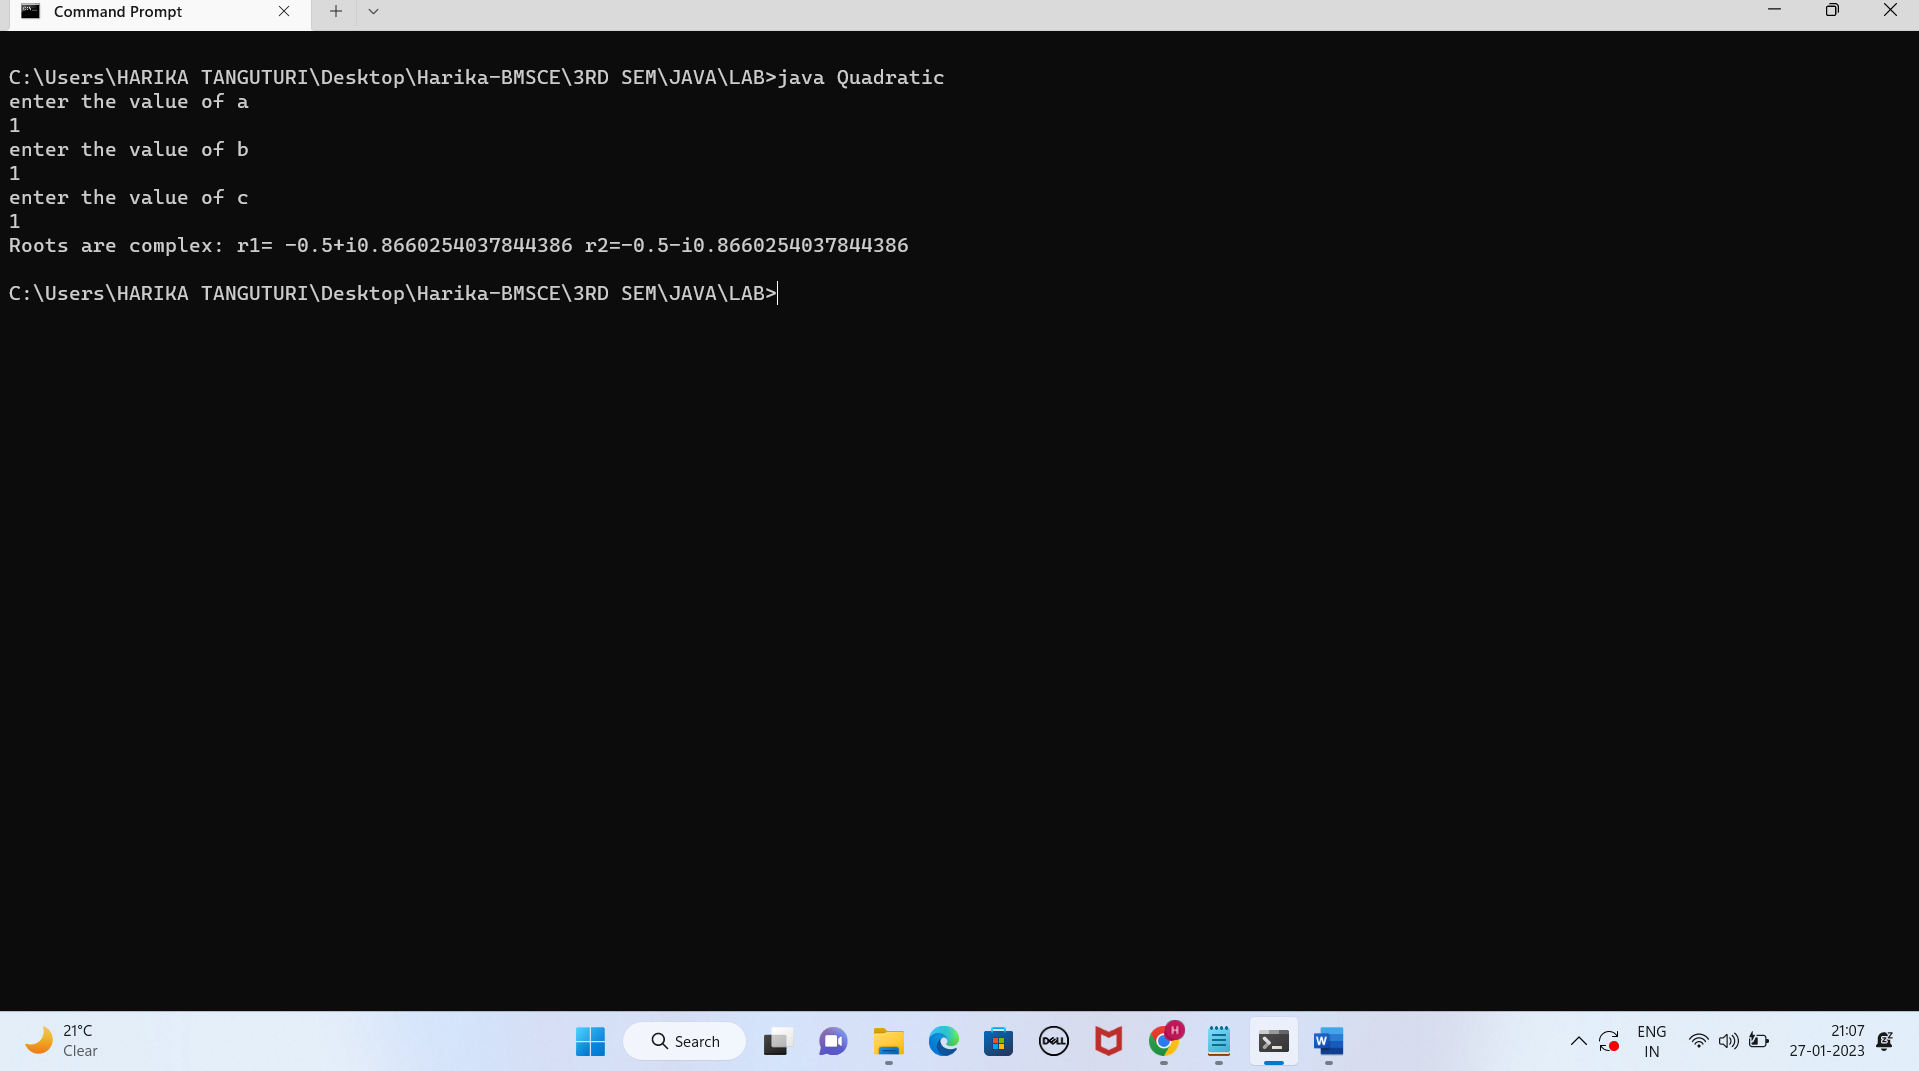 Command Prompt
C:\Users\HARIKA TANGUTURI\Desktop\Harika-BMSCE\3RD SEM\JAVA\LAB>java Quadratic
enter the value of a
1
enter the value of b
1
enter the value of c
1
Roots are complex: r1= -0.5+i0.8660254037844386 r2=-0.5-i0.8660254037844386
C:\Users\HARIKA TANGUTURI\Desktop\Harika-BMSCE\3RD SEM\JAVA\LAB>
21°C
Clear
Search
DELL
H
W
ENG
IN
21:07
27-01-2023